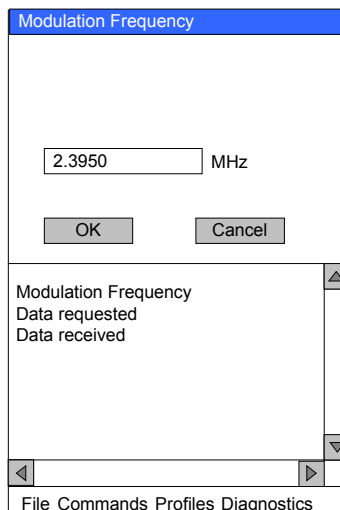 Modulation Frequency
2.3950 MHz
OK Cancel
Modulation Frequency
Data requested
Data received
File Commands Profiles Diagnostics